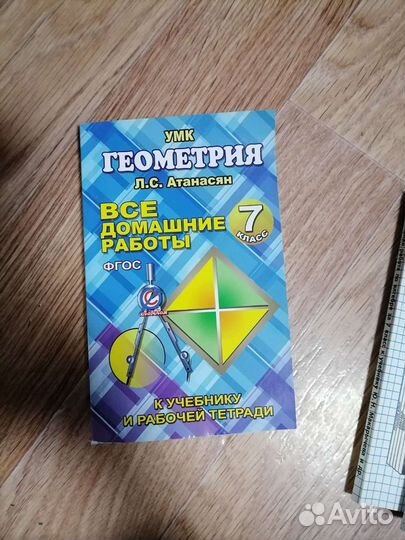 УМК
ГЕОМЕТРИЯ
Л.С. Атанасян
ВСЕ
ДОМАШНИЕ
РАБОТЫ
7
КЛАСС
ФГОС
К УЧЕБНИКУ
И РАБОЧЕЙ ТЕТРАДИ
Avito